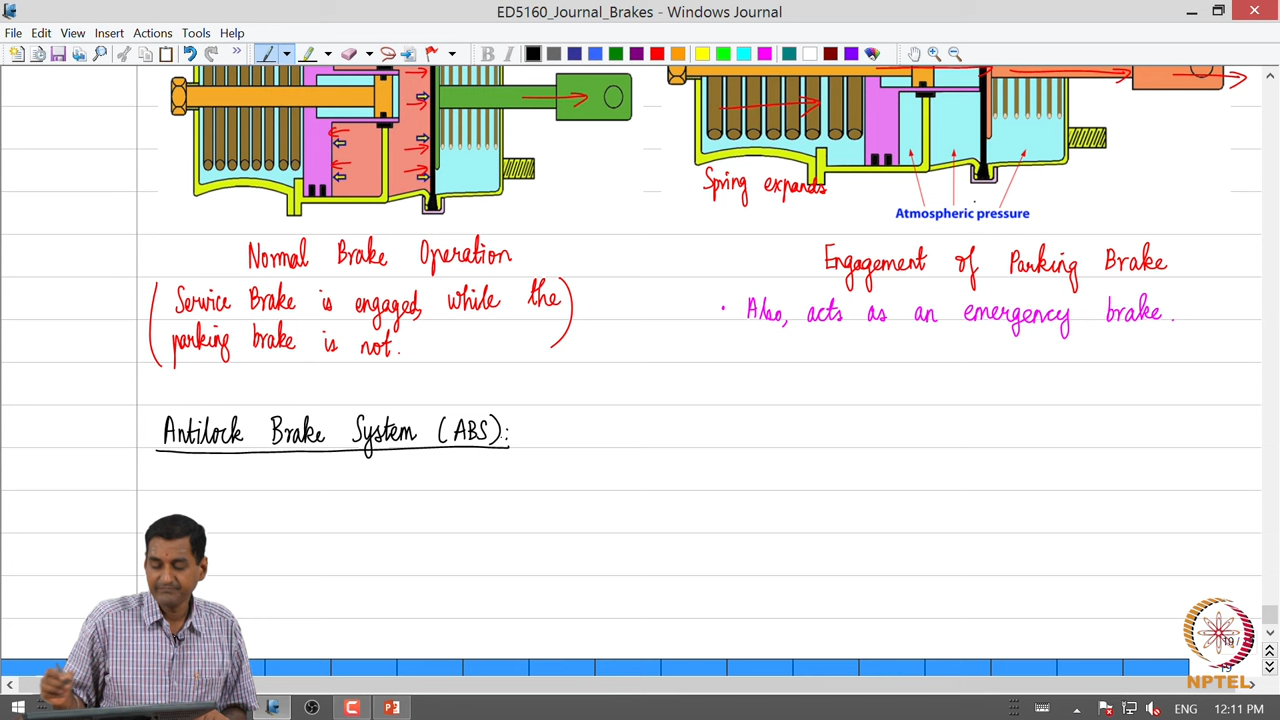 ED5160_Journal_Brakes - Windows Journal
File Edit View Insert Actions Tools Help
B I
Spring expands
Atmospheric pressure
Normal Brake Operation
(Service Brake is engaged, while the
parking brake is not.)
Engagement of Parking Brake
· Also, acts as an emergency brake.
Antilock Brake System (ABS):
19/
19
NPTEL
ENG 12:11 PM